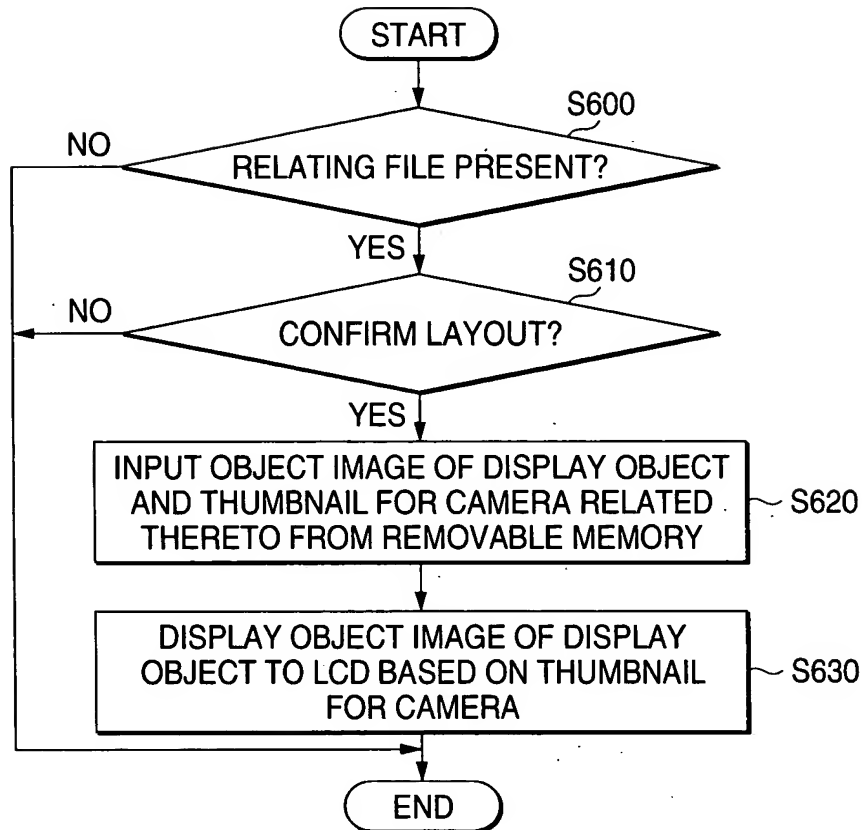 START
S600
NO
RELATING FILE PRESENT?
YES
S610
NO
CONFIRM LAYOUT?
YES
INPUT OBJECT IMAGE OF DISPLAY OBJECT
AND THUMBNAIL FOR CAMERA RELATED
THERETO FROM REMOVABLE MEMORY
S620
DISPLAY OBJECT IMAGE OF DISPLAY
OBJECT TO LCD BASED ON THUMBNAIL
FOR CAMERA
S630
END